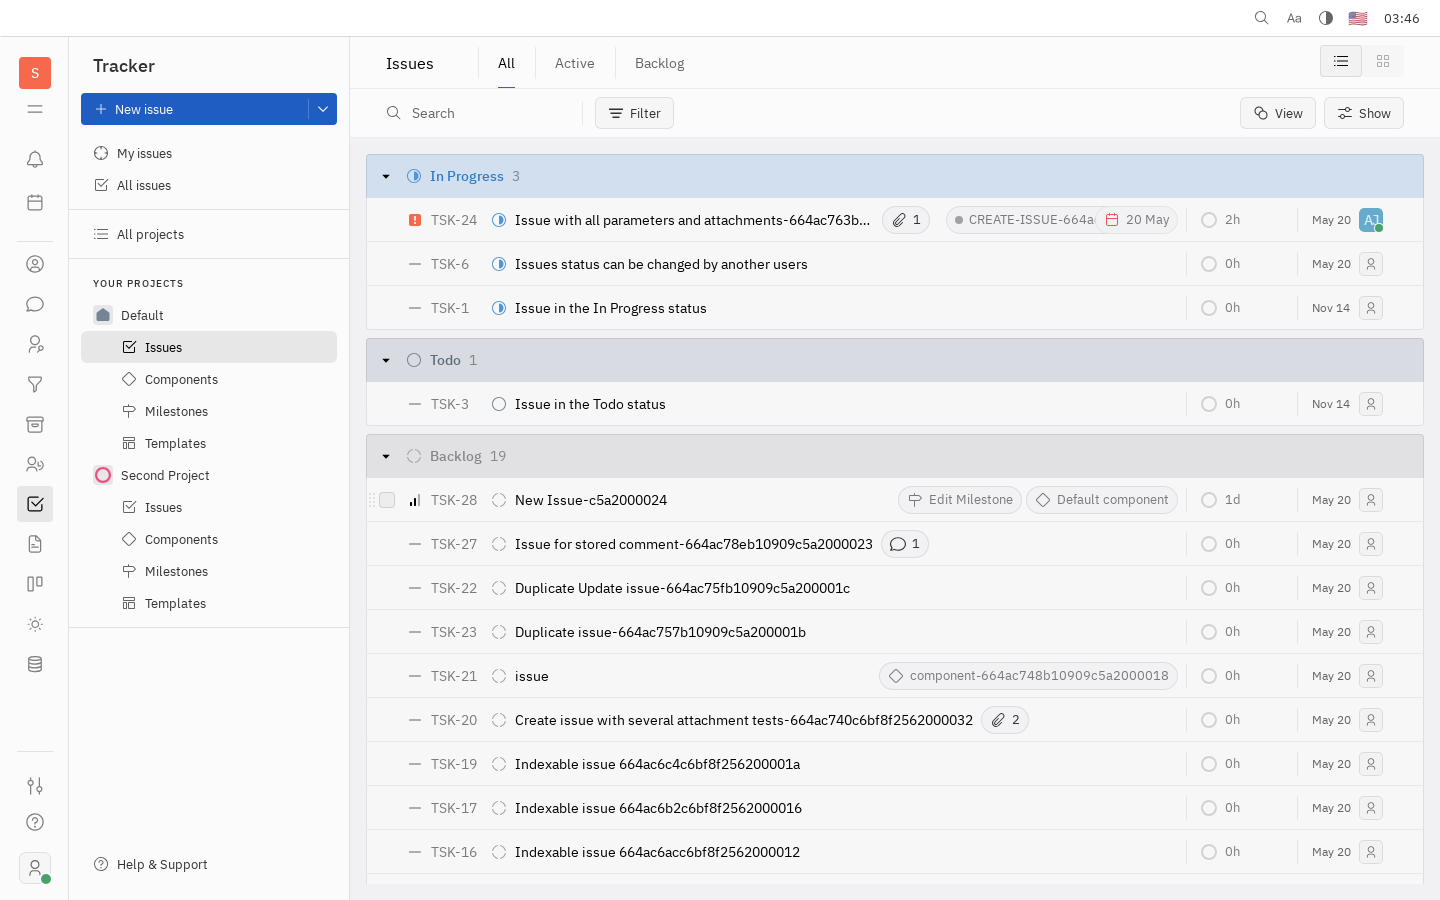 Aa 03:46
S
Tracker
New issue
My issues
All issues
All projects
YOUR PROJECTS
Default
Issues
Components
Milestones
Templates
Second Project
Issues
Components
Milestones
Templates
Help & Support
Issues All Active Backlog
Search Filter View Show
In Progress 3
TSK-24 Issue with all parameters and attachments-664ac763b... 1 CREATE-ISSUE-664a 20 May 2h May 20 AJ
TSK-6 Issues status can be changed by another users 0h May 20
TSK-1 Issue in the In Progress status 0h Nov 14
Todo 1
TSK-3 Issue in the Todo status 0h Nov 14
Backlog 19
TSK-28 New Issue-c5a2000024 Edit Milestone Default component 1d May 20
TSK-27 Issue for stored comment-664ac78eb10909c5a2000023 1 0h May 20
TSK-22 Duplicate Update issue-664ac75fb10909c5a200001c 0h May 20
TSK-23 Duplicate issue-664ac757b10909c5a200001b 0h May 20
TSK-21 issue component-664ac748b10909c5a2000018 0h May 20
TSK-20 Create issue with several attachment tests-664ac740c6bf8f2562000032 2 0h May 20
TSK-19 Indexable issue 664ac6c4c6bf8f256200001a 0h May 20
TSK-17 Indexable issue 664ac6b2c6bf8f2562000016 0h May 20
TSK-16 Indexable issue 664ac6acc6bf8f2562000012 0h May 20